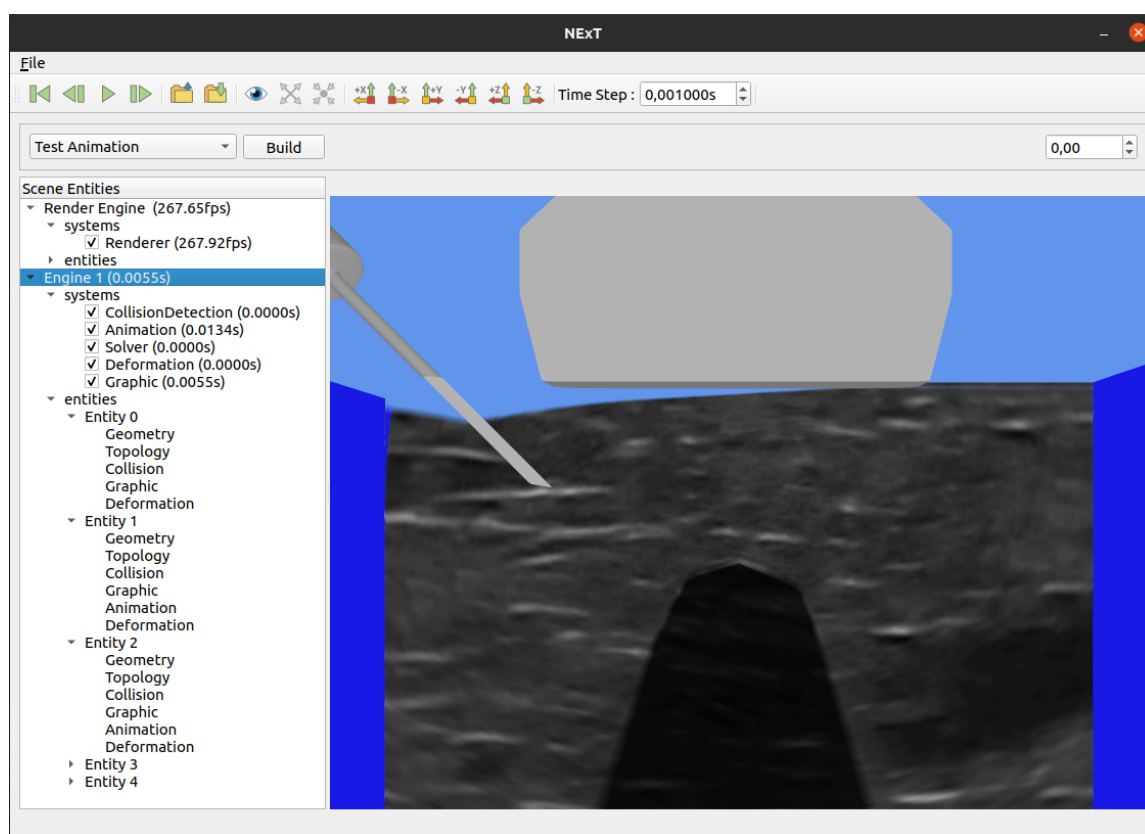 NExT
File
+X -X +Y -Y +Z -Z Time Step : 0,001000s
Test Animation Build 0,00
Scene Entities
Render Engine (267.65fps)
systems
Renderer (267.92fps)
entities
Engine 1 (0.0055s)
systems
CollisionDetection (0.0000s)
Animation (0.0134s)
Solver (0.0000s)
Deformation (0.0000s)
Graphic (0.0055s)
entities
Entity 0
Geometry
Topology
Collision
Graphic
Deformation
Entity 1
Geometry
Topology
Collision
Graphic
Animation
Deformation
Entity 2
Geometry
Topology
Collision
Graphic
Animation
Deformation
Entity 3
Entity 4